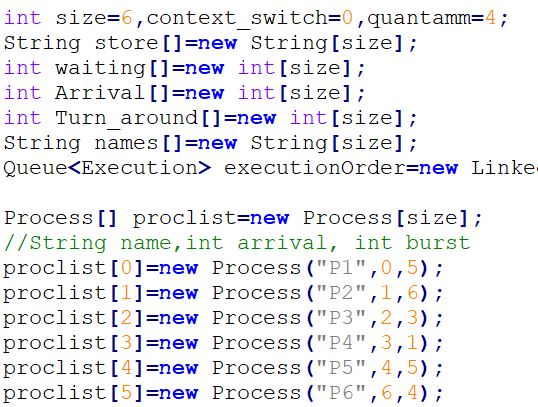 int size=6,context_switch=0,quantamm=4;
String store[]=new String[size];
int waiting[]=new int[size];
int Arrival[]=new int[size];
int Turn_around[]=new int[size];
String names[]=new String[size];
Queue<Execution> executionOrder=new Linke
Process[] proclist=new Process[size];
//String name,int arrival, int burst
proclist[0]=new Process("P1",0,5);
proclist[1]=new Process("P2",1,6);
proclist[2]=new Process("P3",2,3);
proclist[3]=new Process("P4",3,1);
proclist[4]=new Process("P5",4,5);
proclist[5]=new Process("P6",6,4);